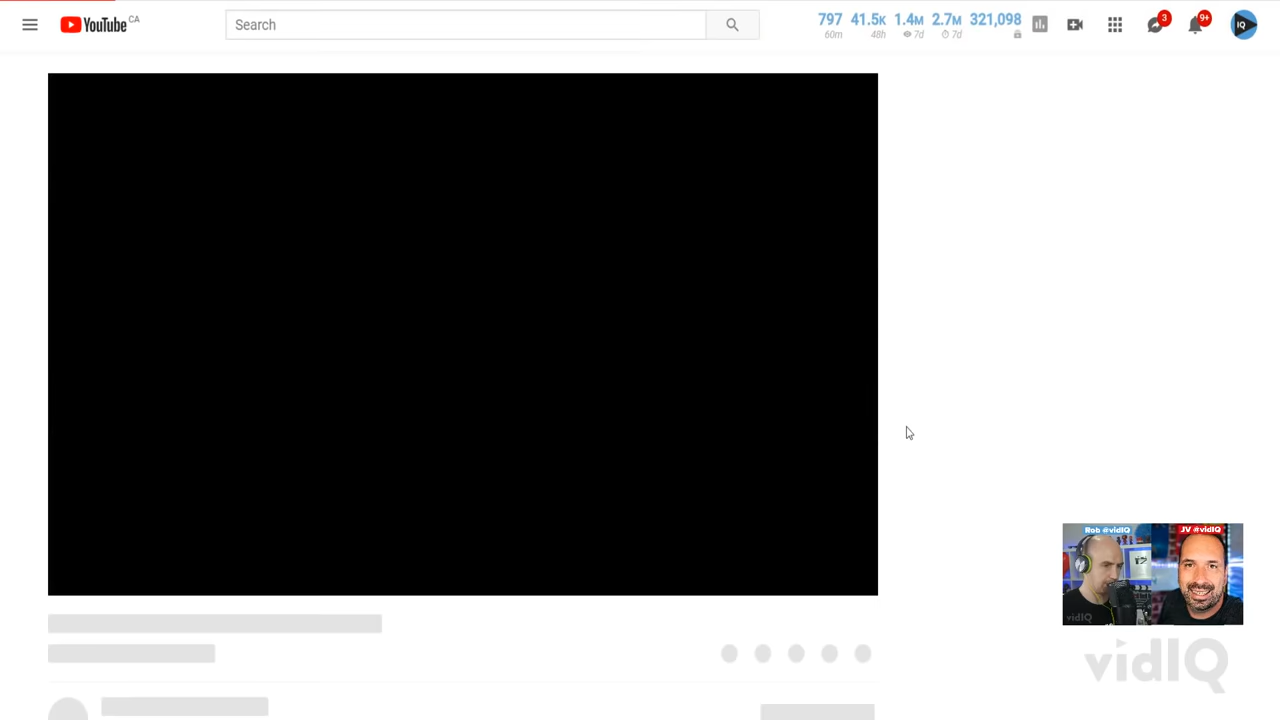 YouTube CA
Search
797 41.5K 1.4M 2.7M 321,098
60m 48h 7d 7d
3
9+
IQ
Rob @vidIQ JV @vidIQ
vidIQ
vidIQ